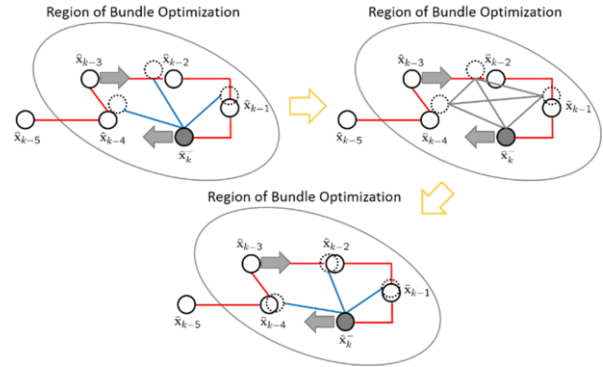 Region of Bundle Optimization
x̂ₖ₋₃
x̂ₖ₋₂
x̂ₖ₋₁
x̂ₖ₋₅
x̂ₖ₋₄
x̂ₖ⁻
Region of Bundle Optimization
x̂ₖ₋₃
x̂ₖ₋₂
x̂ₖ₋₁
x̂ₖ₋₅
x̂ₖ₋₄
x̂ₖ⁻
Region of Bundle Optimization
x̂ₖ₋₃
x̂ₖ₋₂
x̂ₖ₋₁
x̂ₖ₋₅
x̂ₖ₋₄
x̂ₖ⁻